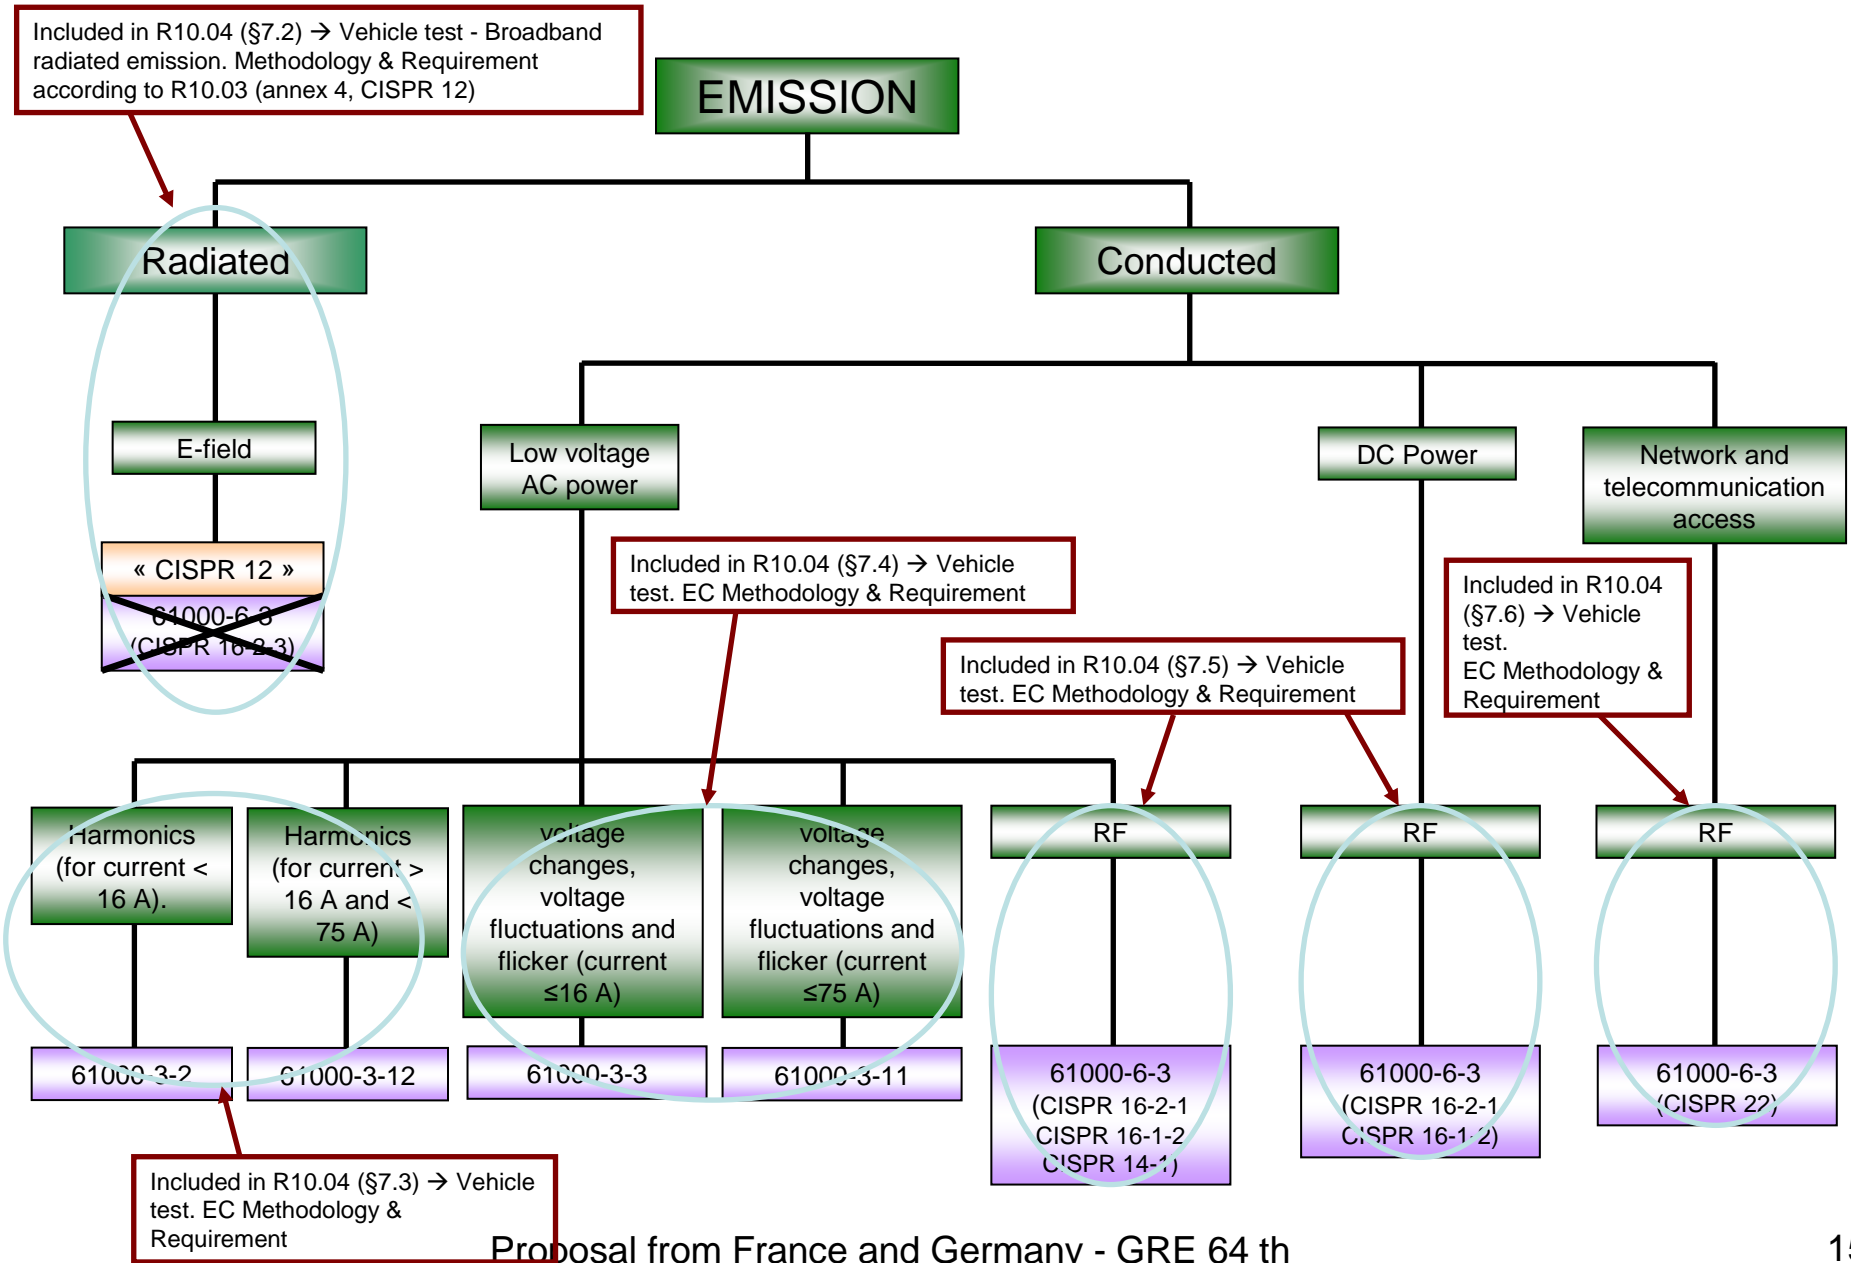 Included in R10.04 (§7.2) → Vehicle test - Broadband
radiated emission. Methodology & Requirement
according to R10.03 (annex 4, CISPR 12)
EMISSION
Radiated
Conducted
E-field
Low voltage
AC power
DC Power
Network and
telecommunication
access
« CISPR 12 »
61000-6-3
(CISPR 16-2-3)
Included in R10.04 (§7.4) → Vehicle
test. EC Methodology & Requirement
Included in R10.04 (§7.5) → Vehicle
test. EC Methodology & Requirement
Included in R10.04
(§7.6) → Vehicle
test.
EC Methodology &
Requirement
Harmonics
(for current <
16 A).
Harmonics
(for current >
16 A and <
75 A)
voltage
changes,
voltage
fluctuations and
flicker (current
≤16 A)
voltage
changes,
voltage
fluctuations and
flicker (current
≤75 A)
RF
RF
RF
61000-3-2
61000-3-12
61000-3-3
61000-3-11
61000-6-3
(CISPR 16-2-1
CISPR 16-1-2
CISPR 14-1)
61000-6-3
(CISPR 16-2-1
CISPR 16-1-2)
61000-6-3
(CISPR 22)
Included in R10.04 (§7.3) → Vehicle
test. EC Methodology &
Requirement
Proposal from France and Germany - GRE 64 th